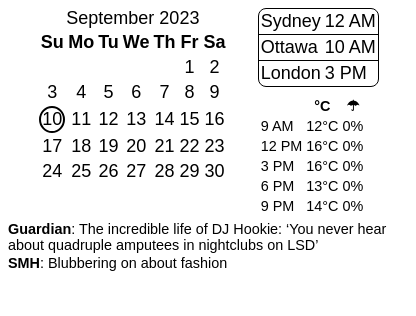 September 2023
Su Mo Tu We Th Fr Sa
1 2
3 4 5 6 7 8 9
10 11 12 13 14 15 16
17 18 19 20 21 22 23
24 25 26 27 28 29 30
Sydney 12 AM
Ottawa 10 AM
London 3 PM
°C ☂
9 AM 12°C 0%
12 PM 16°C 0%
3 PM 16°C 0%
6 PM 13°C 0%
9 PM 14°C 0%
Guardian: The incredible life of DJ Hookie: ‘You never hear
about quadruple amputees in nightclubs on LSD’
SMH: Blubbering on about fashion